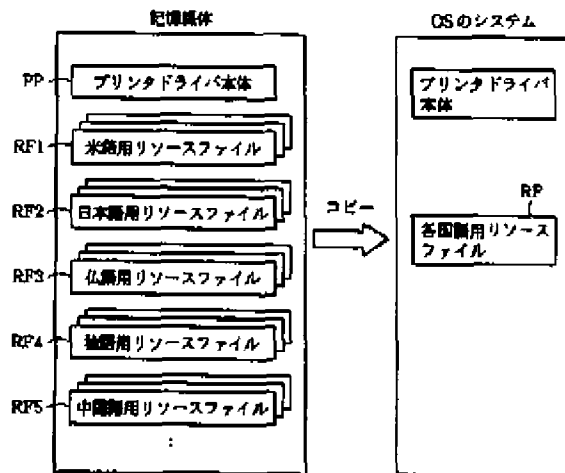 記憶媒体
OSのシステム
PP
プリンタドライバ本体
プリンタドライバ
本体
RF1
米語用リソースファイル
RF2
日本語用リソースファイル
コピー
RP
各国語用リソース
ファイル
RF3
仏語用リソースファイル
RF4
独語用リソースファイル
RF5
中国語用リソースファイル
: